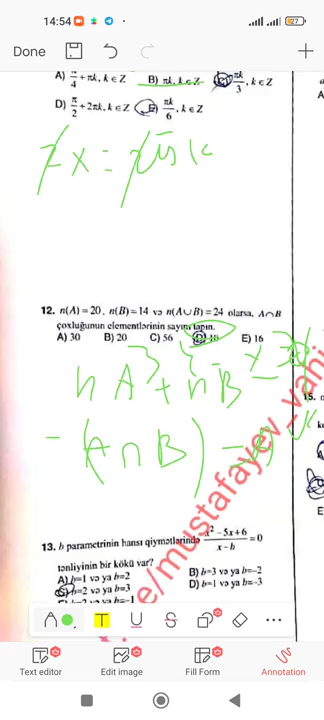 14:54
27
Done
A) π/4 + πk, k∈Z B) πk, k∈Z C) πk/3, k∈Z
D) π/2 + 2πk, k∈Z E) πk/6, k∈Z
12. n(A) = 20, n(B) = 14 və n(A∪B) = 24 olarsa, A∩B
çoxluğunun elementlərinin sayını tapın.
A) 30 B) 20 C) 56 D) 10 E) 16
n A + n B
- (A ∩ B) =
15.
13. b parametrinin hansı qiymətlərində (x² − 5x + 6)/(x − b) = 0
tənliyinin bir kökü var?
A) b=1 və ya b=2 B) b=3 və ya b=-2
C) b=2 və ya b=3 D) b=1 və ya b=-3
e/mustafayev_vahi
Text editor
Edit image
Fill Form
Annotation